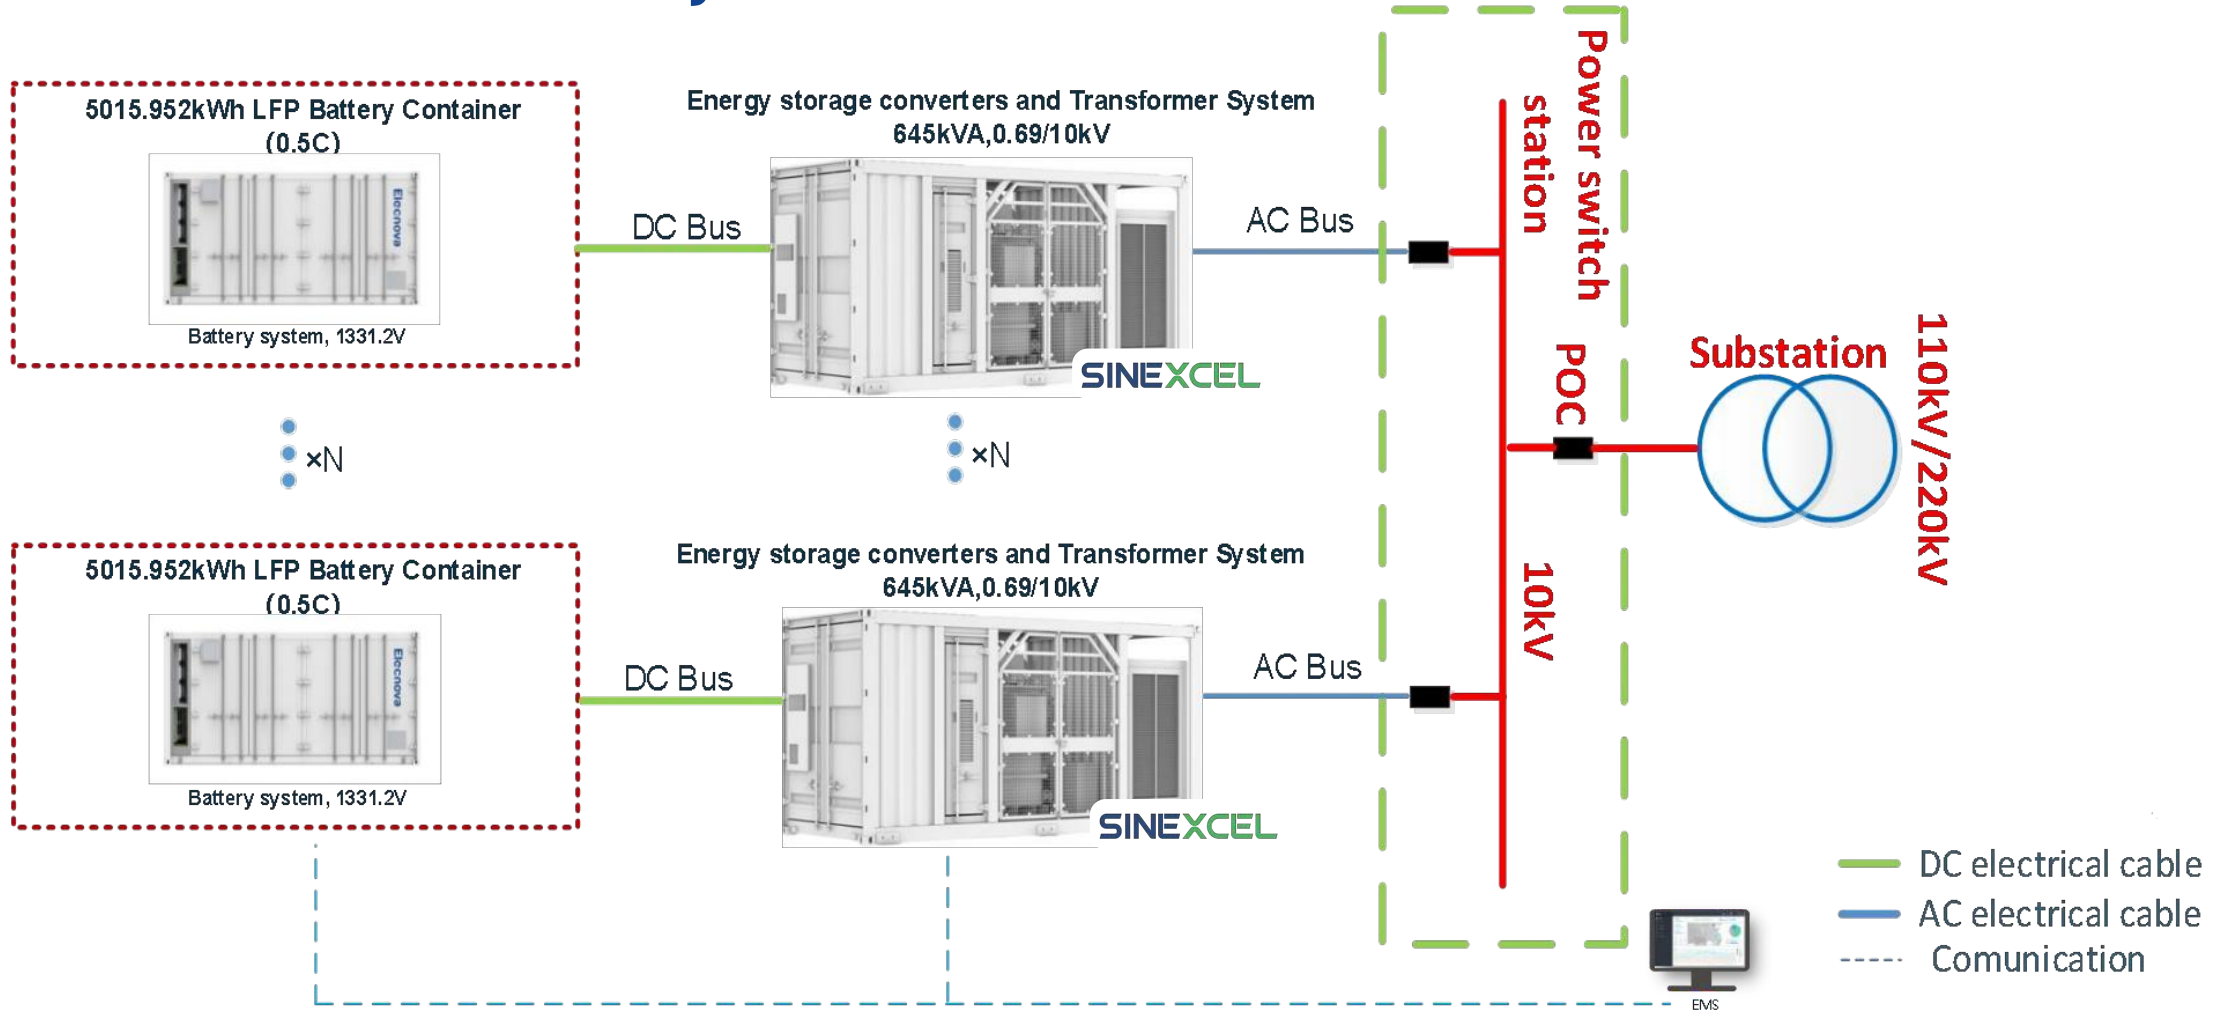 5015.952kWh LFP Battery Container
(0.5C)
Elecnova
Battery system, 1331.2V
DC Bus
Energy storage converters and Transformer System
645kVA,0.69/10kV
SINEXCEL
AC Bus
Power switch
station
POC
Substation
110kV/220kV
×N
×N
5015.952kWh LFP Battery Container
(0.5C)
Elecnova
Battery system, 1331.2V
DC Bus
Energy storage converters and Transformer System
645kVA,0.69/10kV
SINEXCEL
AC Bus
10kV
DC electrical cable
AC electrical cable
Comunication
EMS